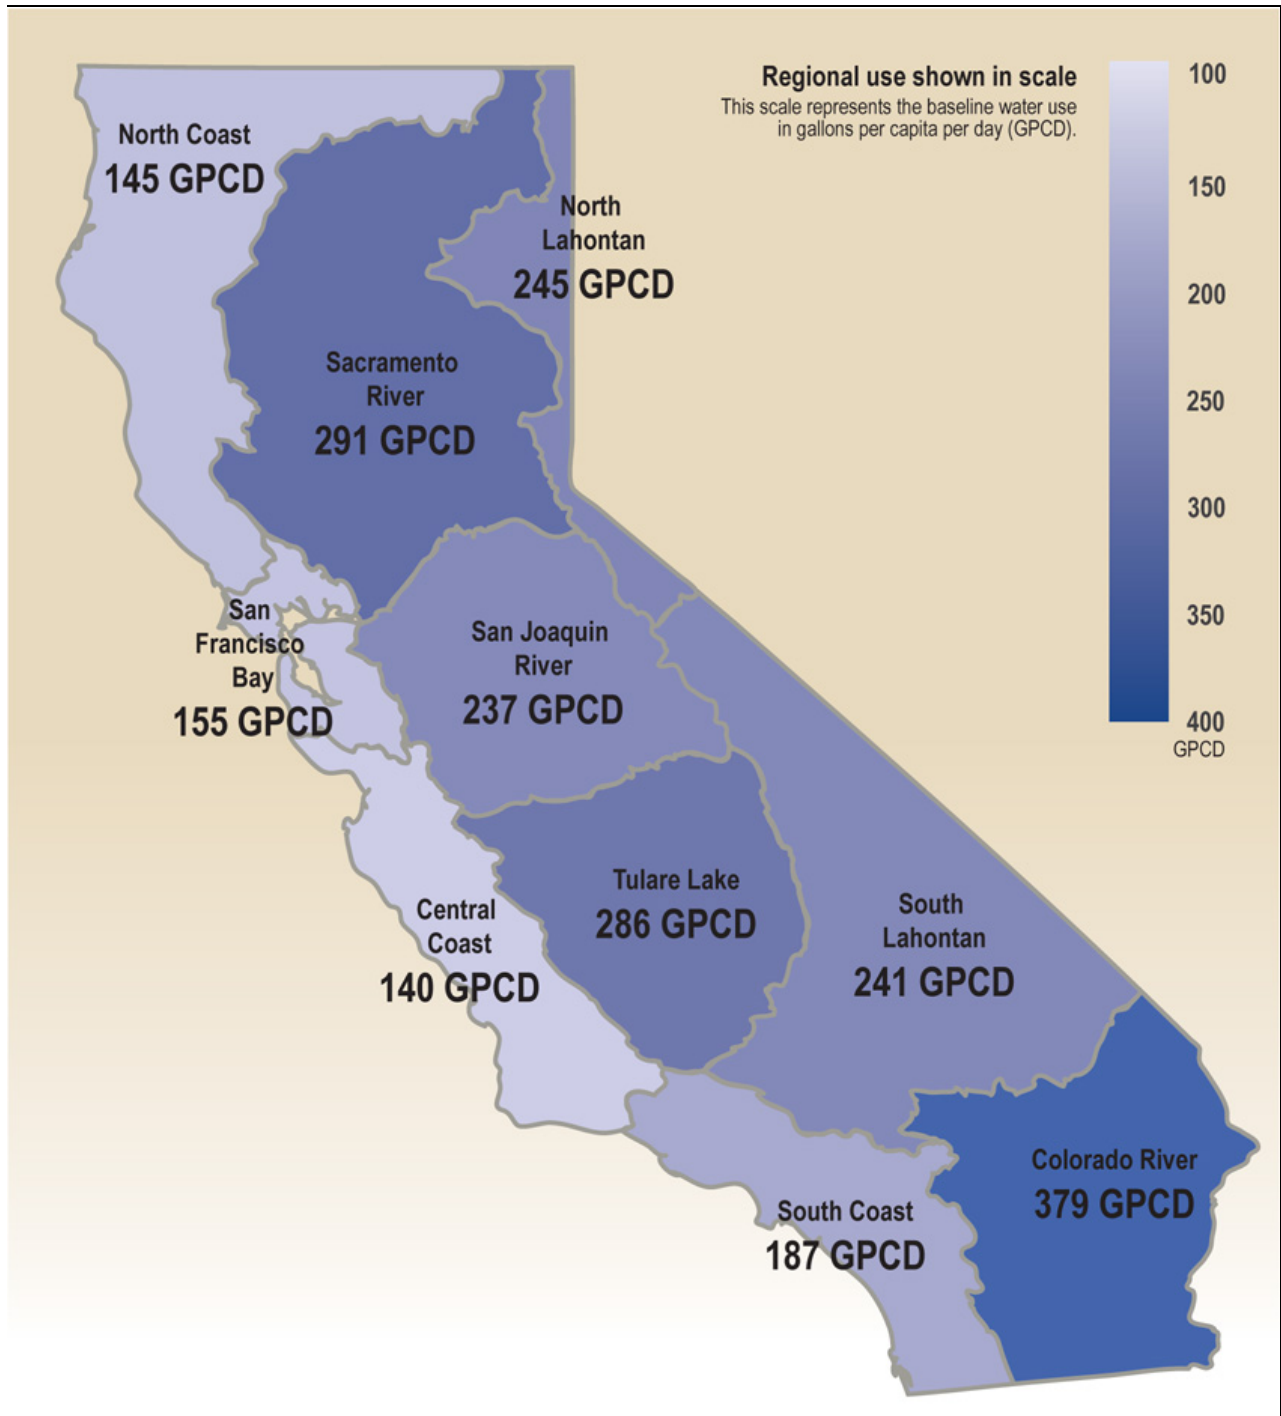 Regional use shown in scale
This scale represents the baseline water use
in gallons per capita per day (GPCD).
100
150
200
250
300
350
400
GPCD
North Coast
145 GPCD
North
Lahontan
245 GPCD
Sacramento
River
291 GPCD
San
Francisco
Bay
155 GPCD
San Joaquin
River
237 GPCD
Tulare Lake
286 GPCD
Central
Coast
140 GPCD
South
Lahontan
241 GPCD
Colorado River
379 GPCD
South Coast
187 GPCD